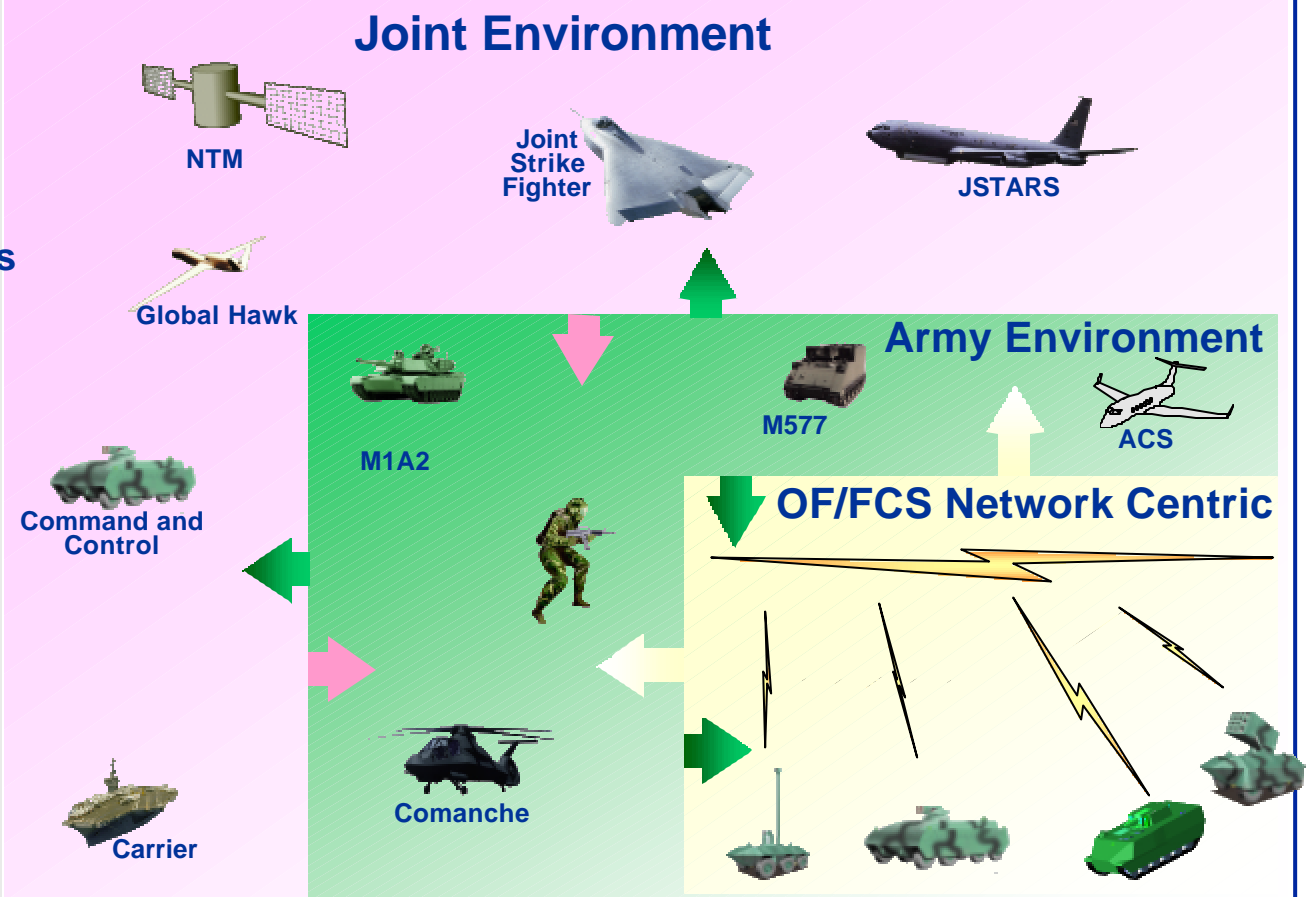 Joint Environment
NTM
Joint
Strike
Fighter
JSTARS
s
Global Hawk
Army Environment
M577
ACS
M1A2
OF/FCS Network Centric
Command and
Control
Comanche
Carrier